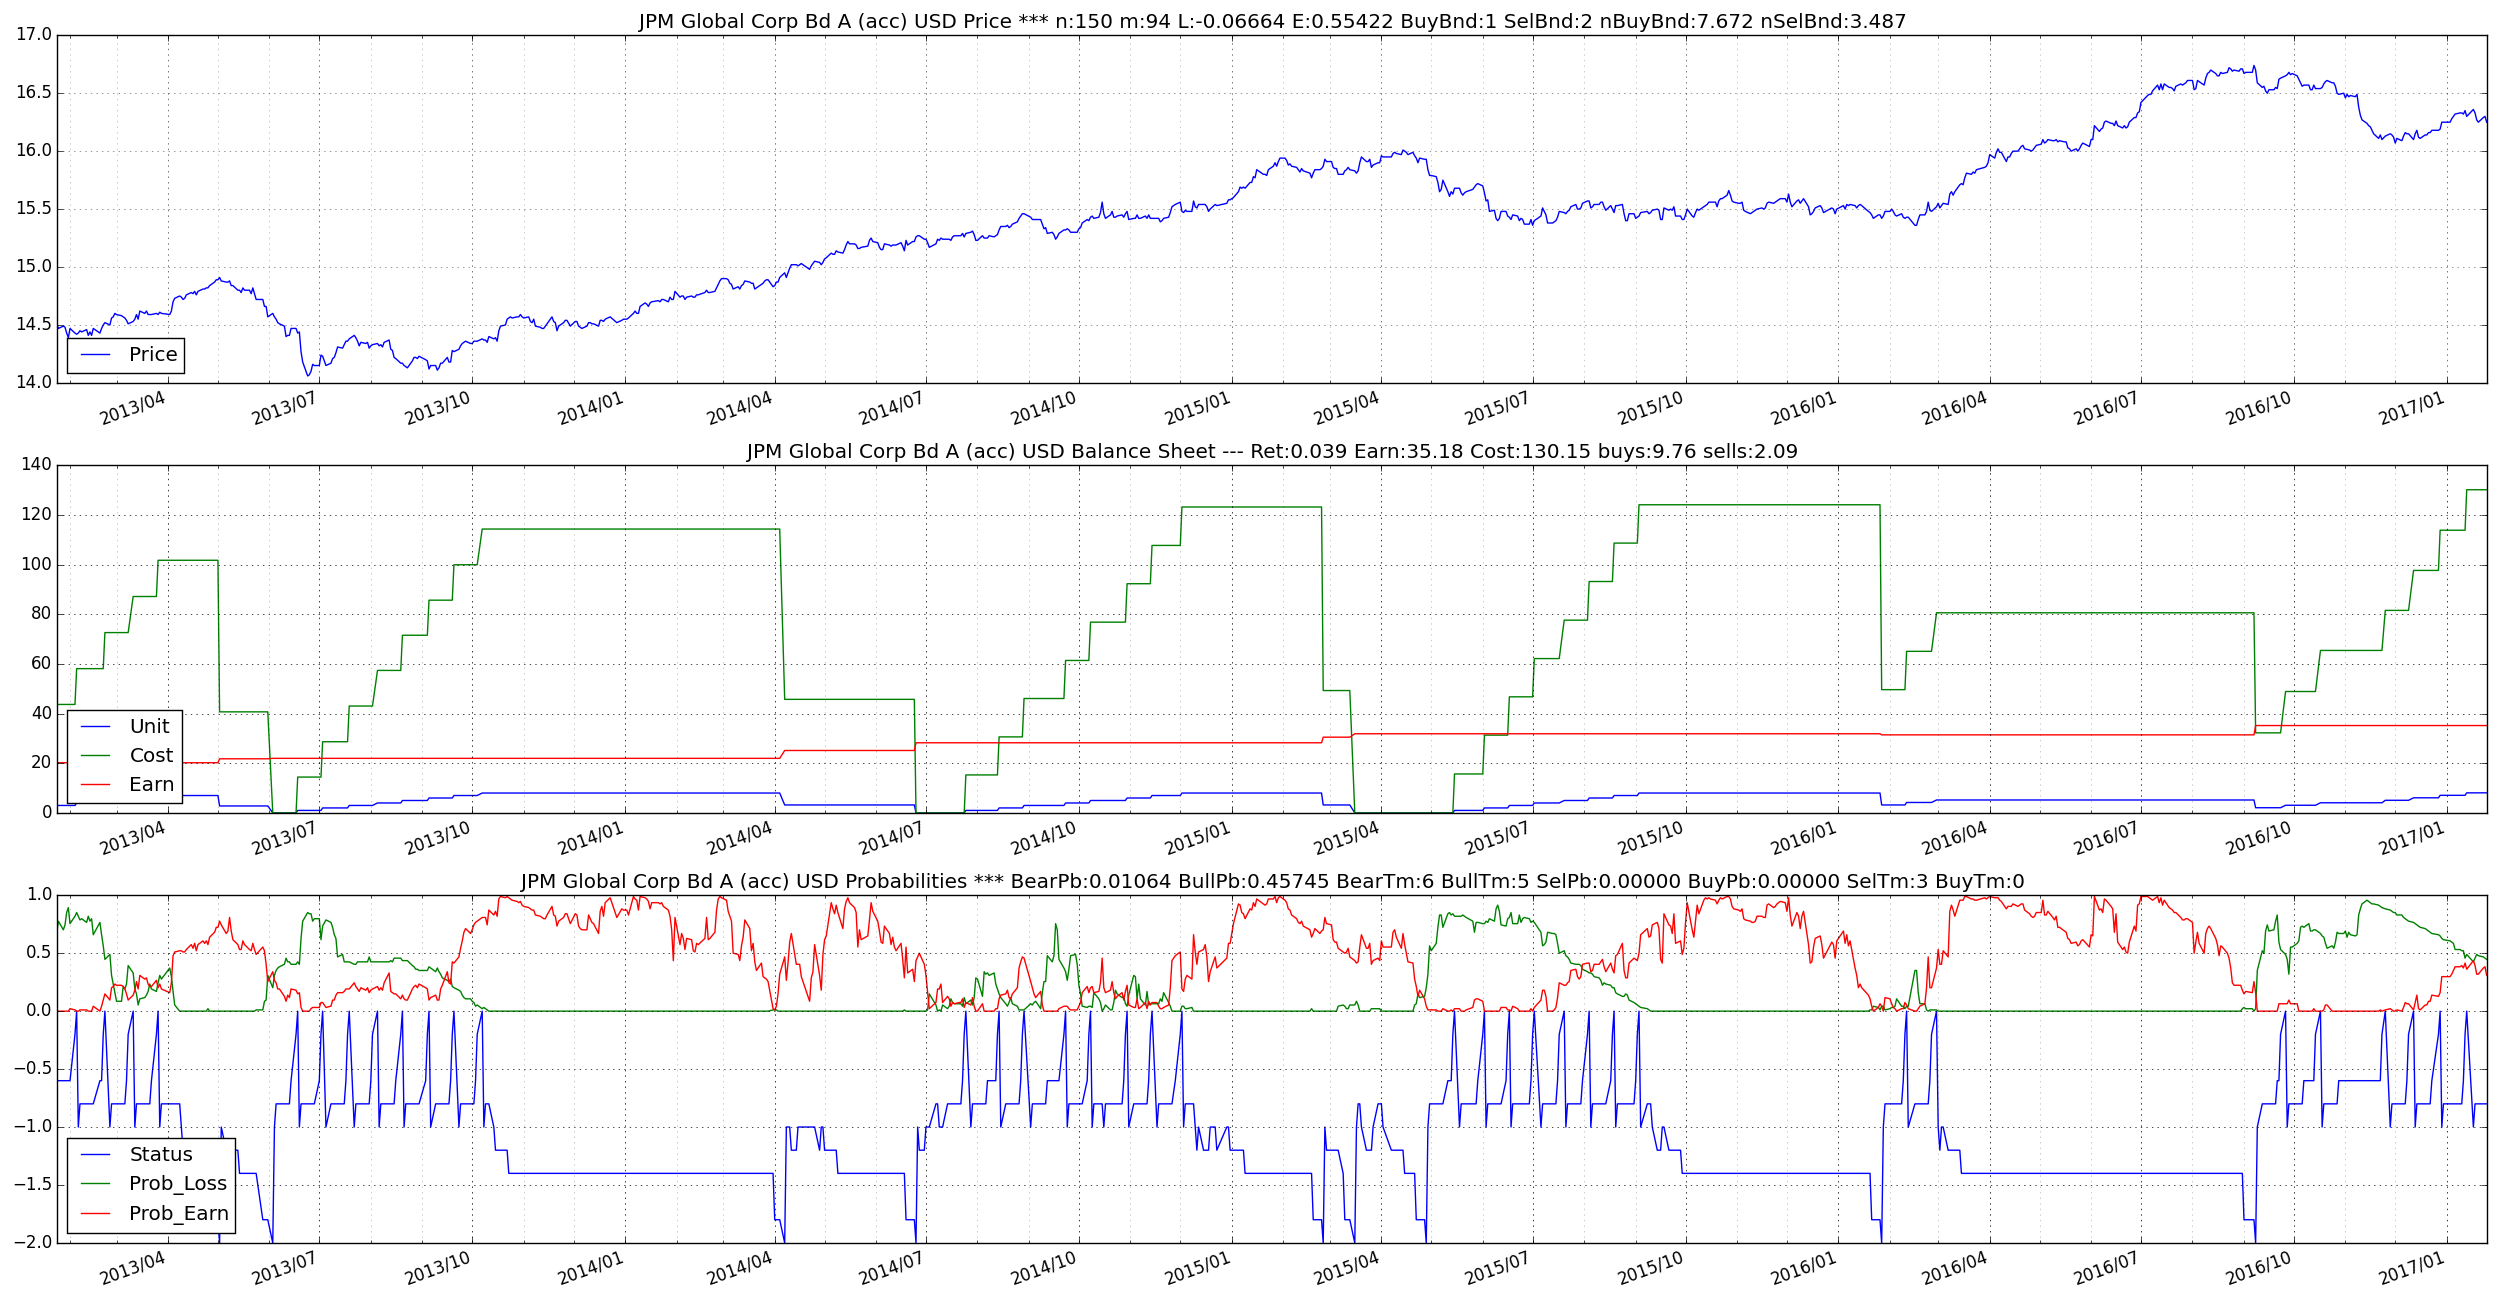 JPM Global Corp Bd A (acc) USD Price *** n:150 m:94 L:-0.06664 E:0.55422 BuyBnd:1 SelBnd:2 nBuyBnd:7.672 nSelBnd:3.487
17.0
16.5
16.0
15.5
15.0
14.5
14.0
Price
2013/04 2013/07 2013/10 2014/01 2014/04 2014/07 2014/10 2015/01 2015/04 2015/07 2015/10 2016/01 2016/04 2016/07 2016/10 2017/01
JPM Global Corp Bd A (acc) USD Balance Sheet --- Ret:0.039 Earn:35.18 Cost:130.15 buys:9.76 sells:2.09
140
120
100
80
60
40
20
0
Unit
Cost
Earn
2013/04 2013/07 2013/10 2014/01 2014/04 2014/07 2014/10 2015/01 2015/04 2015/07 2015/10 2016/01 2016/04 2016/07 2016/10 2017/01
JPM Global Corp Bd A (acc) USD Probabilities *** BearPb:0.01064 BullPb:0.45745 BearTm:6 BullTm:5 SelPb:0.00000 BuyPb:0.00000 SelTm:3 BuyTm:0
1.0
0.5
0.0
−0.5
−1.0
−1.5
−2.0
Status
Prob_Loss
Prob_Earn
2013/04 2013/07 2013/10 2014/01 2014/04 2014/07 2014/10 2015/01 2015/04 2015/07 2015/10 2016/01 2016/04 2016/07 2016/10 2017/01